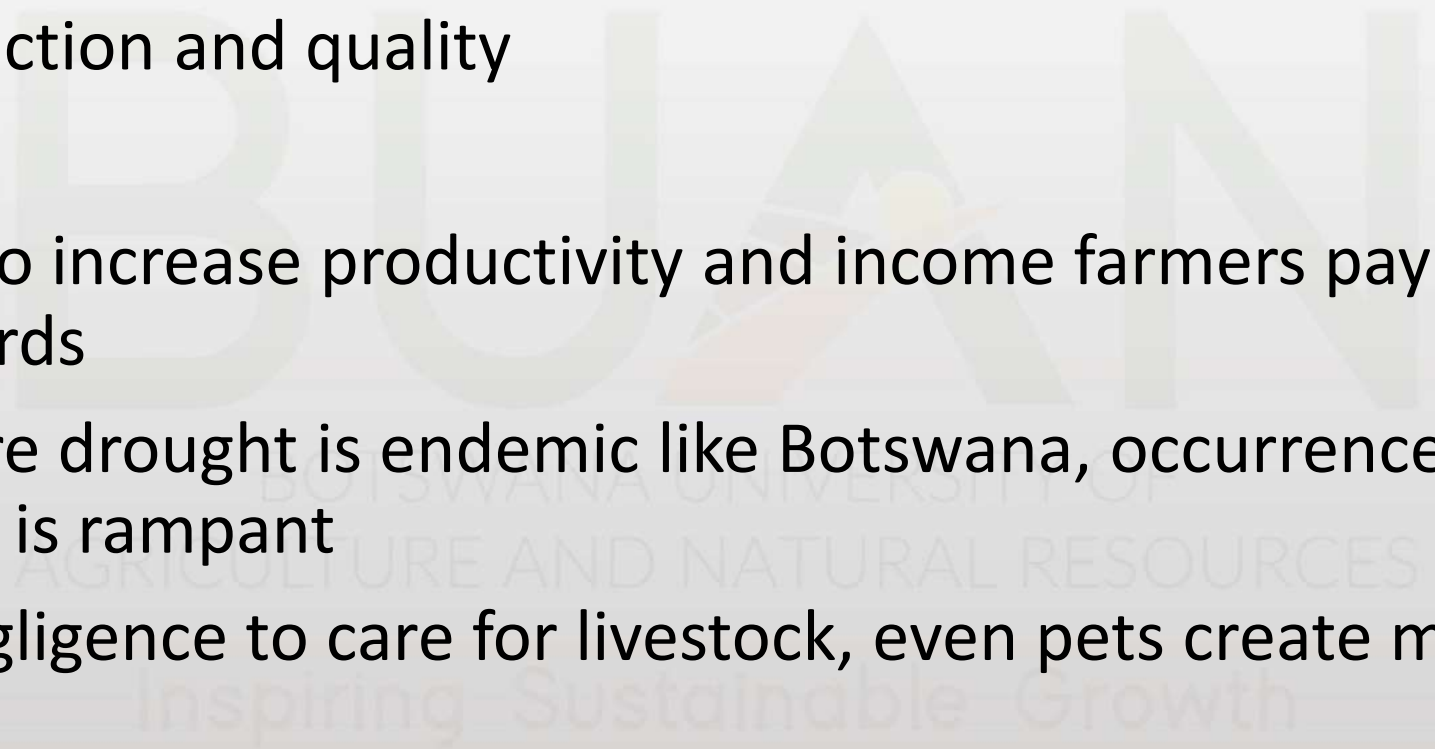 ction and quality
o increase productivity and income farmers pay
rds
re drought is endemic like Botswana, occurrence
is rampant
gligence to care for livestock, even pets create m
BUAN
BOTSWANA UNIVERSITY OF
AGRICULTURE AND NATURAL RESOURCES
Inspiring Sustainable Growth